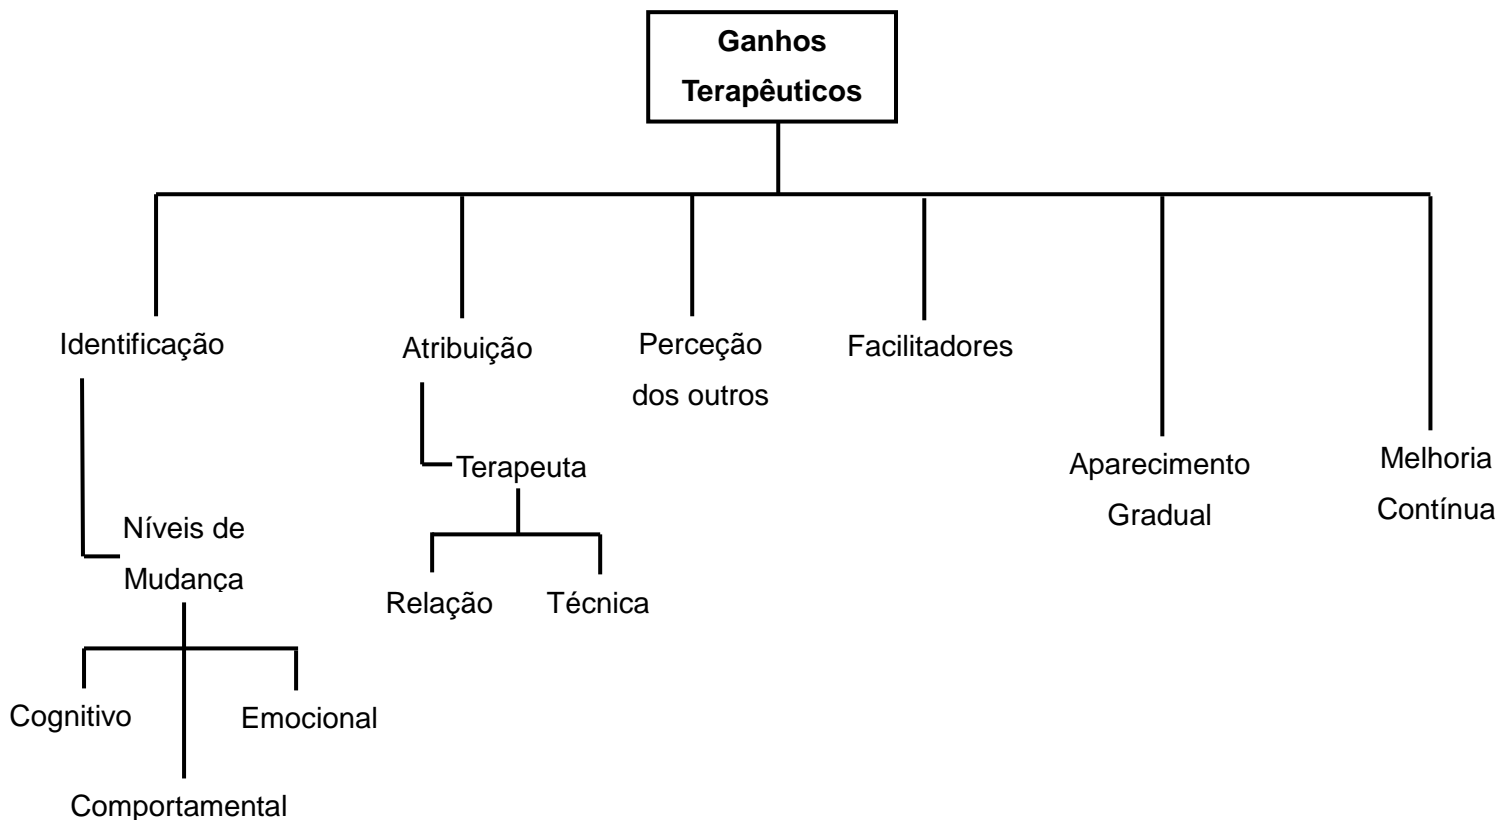 Ganhos
Terapêuticos
Identificação
Atribuição
Perceção
dos outros
Facilitadores
Aparecimento
Gradual
Melhoria
Contínua
Terapeuta
Níveis de
Mudança
Relação
Técnica
Cognitivo
Emocional
Comportamental